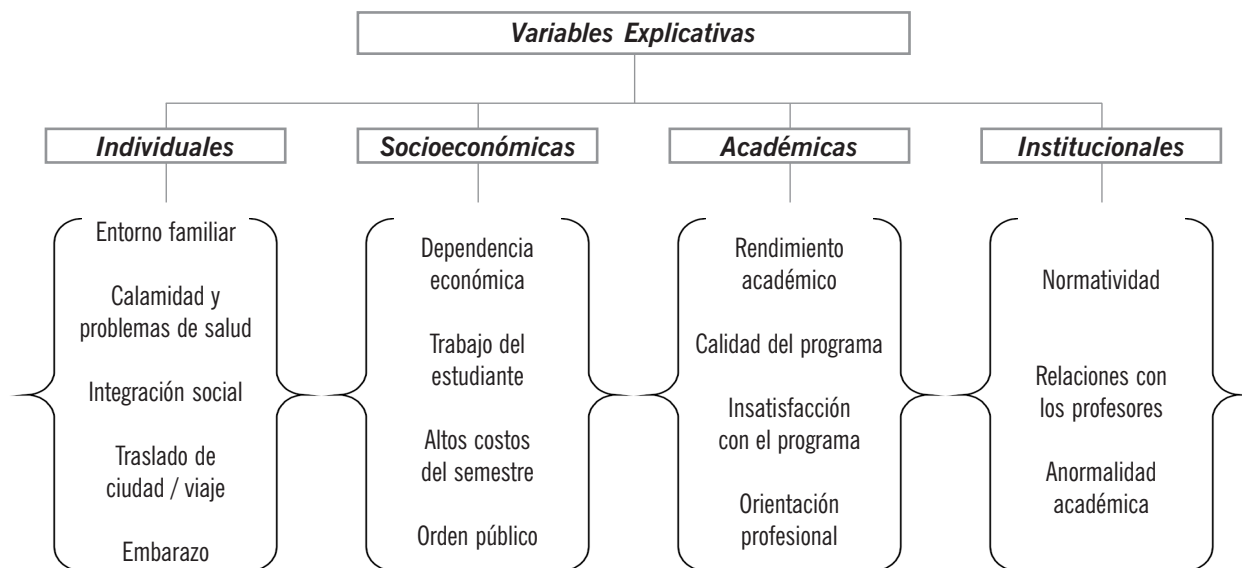 Variables Explicativas
Individuales
Socioeconómicas
Académicas
Institucionales
Entorno familiar
Calamidad y
problemas de salud
Integración social
Traslado de
ciudad / viaje
Embarazo
Dependencia
económica
Trabajo del
estudiante
Altos costos
del semestre
Orden público
Rendimiento
académico
Calidad del programa
Insatisfacción
con el programa
Orientación
profesional
Normatividad
Relaciones con
los profesores
Anormalidad
académica